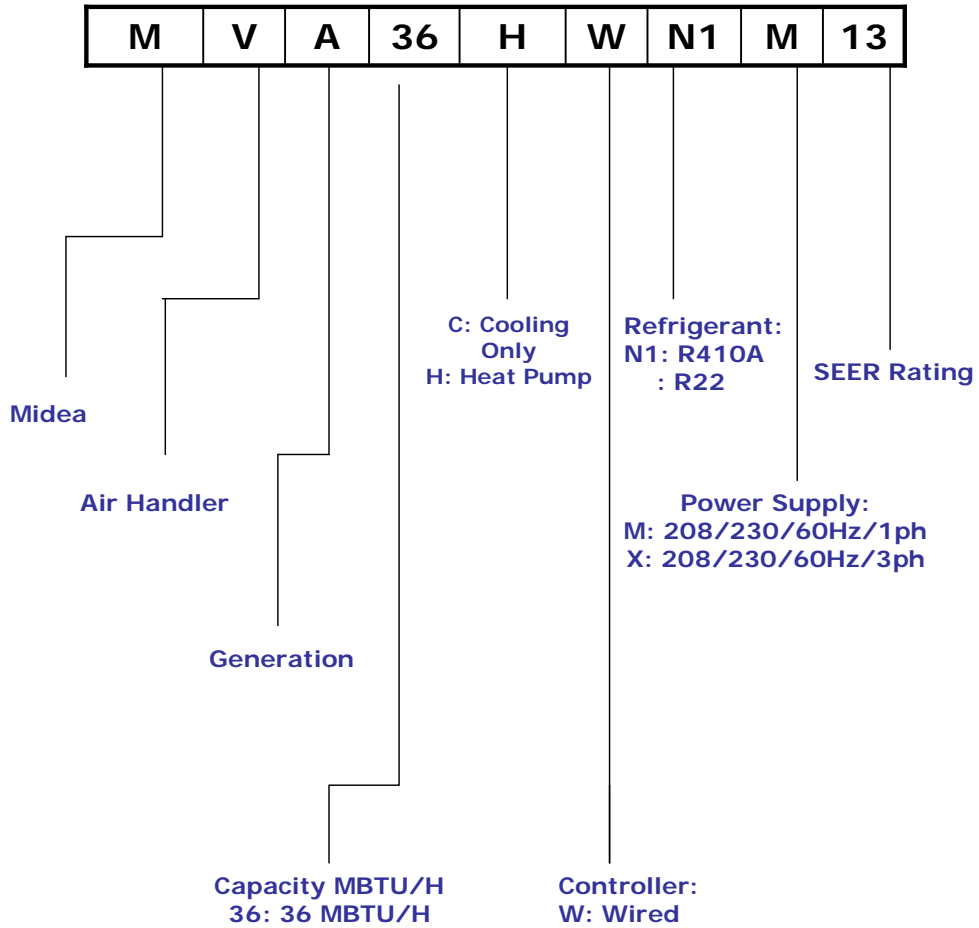 M V A 36 H W N1 M 13
C: Cooling
Only
H: Heat Pump
Refrigerant:
N1: R410A
: R22
SEER Rating
Midea
Air Handler
Power Supply:
M: 208/230/60Hz/1ph
X: 208/230/60Hz/3ph
Generation
Capacity MBTU/H
36: 36 MBTU/H
Controller:
W: Wired